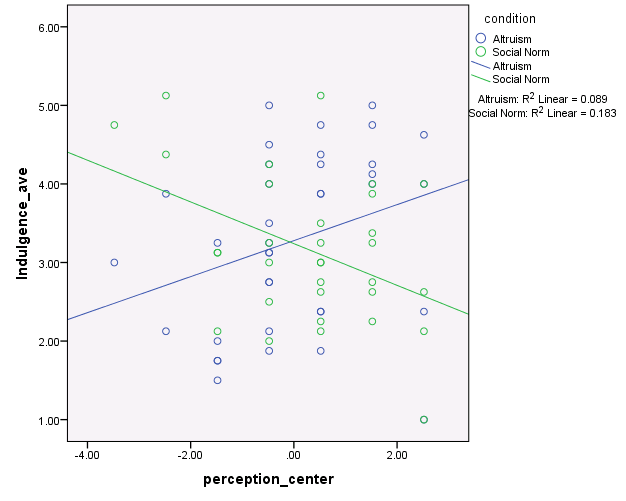 condition
Altruism
Social Norm
Altruism
Social Norm
Altruism: R2 Linear = 0.089
Social Norm: R2 Linear = 0.183
6.00
5.00
4.00
3.00
2.00
1.00
Indulgence_ave
-4.00 -2.00 .00 2.00
perception_center